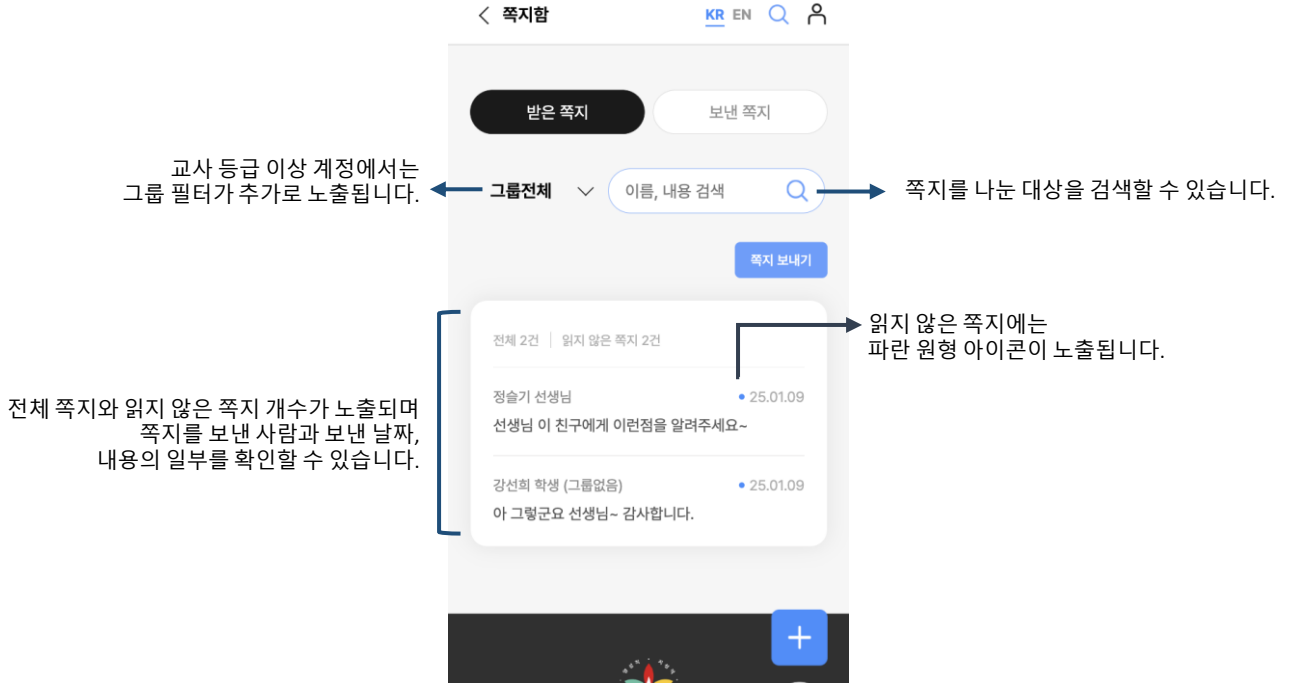 쪽지함
KR EN
받은 쪽지
보낸 쪽지
교사 등급 이상 계정에서는
그룹 필터가 추가로 노출됩니다.
그룹전체
이름, 내용 검색
쪽지를 나눈 대상을 검색할 수 있습니다.
쪽지 보내기
전체 2건 | 읽지 않은 쪽지 2건
읽지 않은 쪽지에는
파란 원형 아이콘이 노출됩니다.
전체 쪽지와 읽지 않은 쪽지 개수가 노출되며
쪽지를 보낸 사람과 보낸 날짜,
내용의 일부를 확인할 수 있습니다.
정슬기 선생님 25.01.09
선생님 이 친구에게 이런점을 알려주세요~
강선희 학생 (그룹없음) 25.01.09
아 그렇군요 선생님~ 감사합니다.